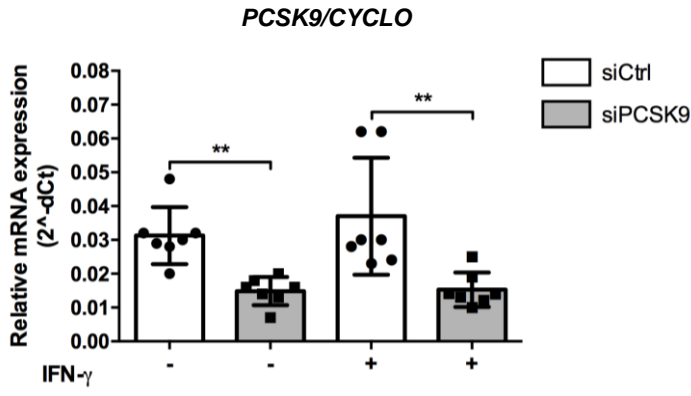 PCSK9/CYCLO
Relative mRNA expression
(2^-dCt)
0.08
0.07
0.06
0.05
0.04
0.03
0.02
0.01
0.00
**
**
siCtrl
siPCSK9
IFN-γ - - + +